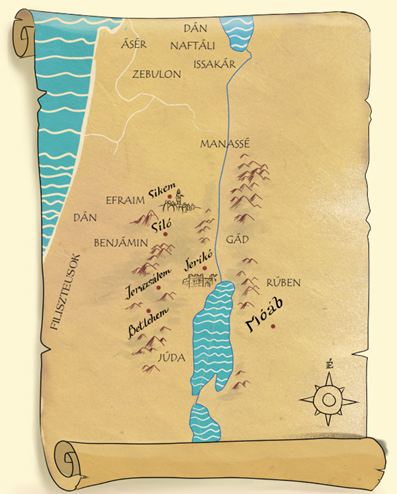 DÁN
ÁSÉR
NAFTÁLI
ISSAKÁR
ZEBULON
MANASSÉ
Sikem
EFRAIM
DÁN
Siló
BENJÁMIN
GÁD
Jerikó
FILISZTEUSOK
Jeruzsálem
RÚBEN
Móáb
Betlehem
JÚDA
É